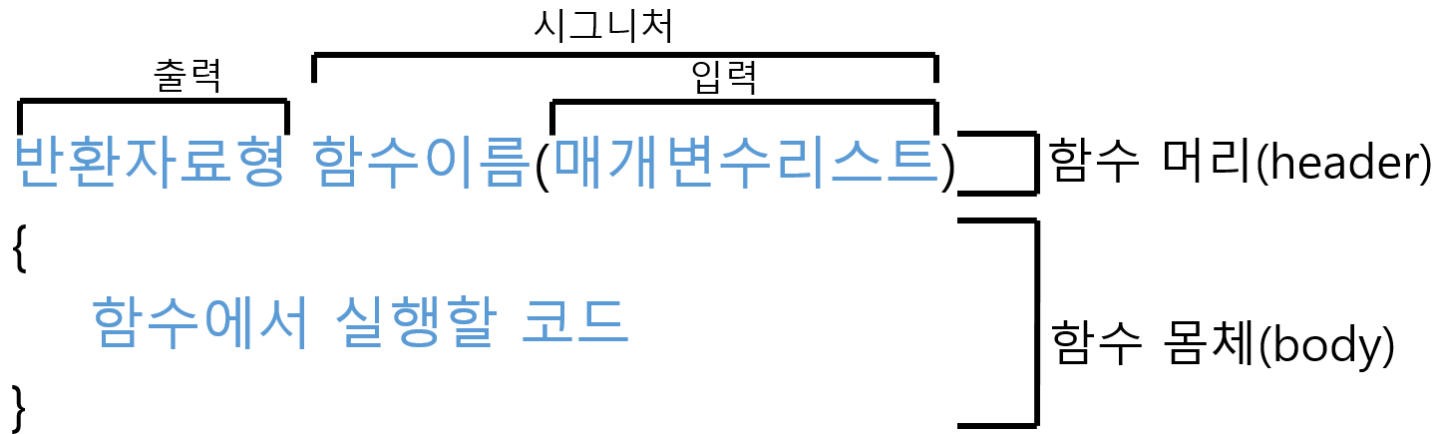 시그니처
출력 입력
반환자료형 함수이름(매개변수리스트) 함수 머리(header)
{
함수에서 실행할 코드
함수 몸체(body)
}